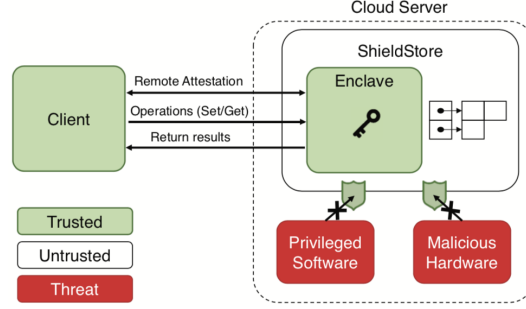 Cloud Server
ShieldStore
Remote Attestation
Enclave
Client
Operations (Set/Get)
Return results
Trusted
Untrusted
Threat
Privileged
Software
Malicious
Hardware